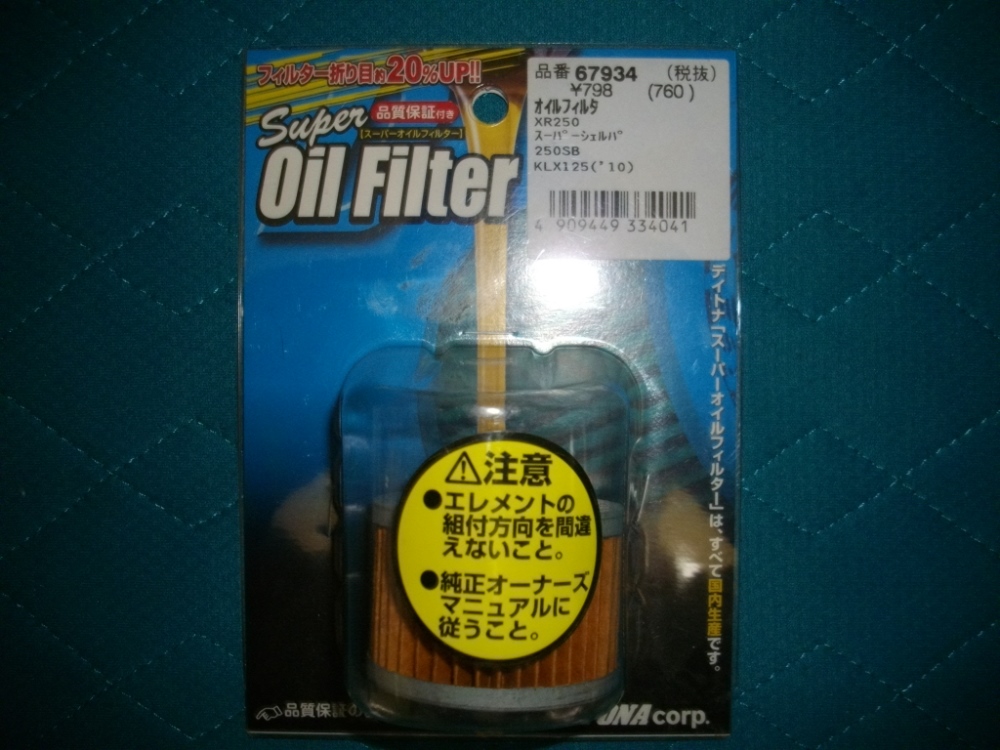 フィルター折り目約20%UP!!
Super
品質保証付き
【スーパーオイルフィルター】
Oil Filter
品番 67934 (税抜)
¥798 (760)
オイルフィルタ
XR250
スーパーシェルパ
250SB
KLX125('10)
4 909449 334041
デイトナ「スーパーオイルフィルター」は、すべて国内生産です。
⚠注意
●エレメントの
組付方向を間違
えないこと。
●純正オーナーズ
マニュアルに
従うこと。
品質保証の
ONA corp.